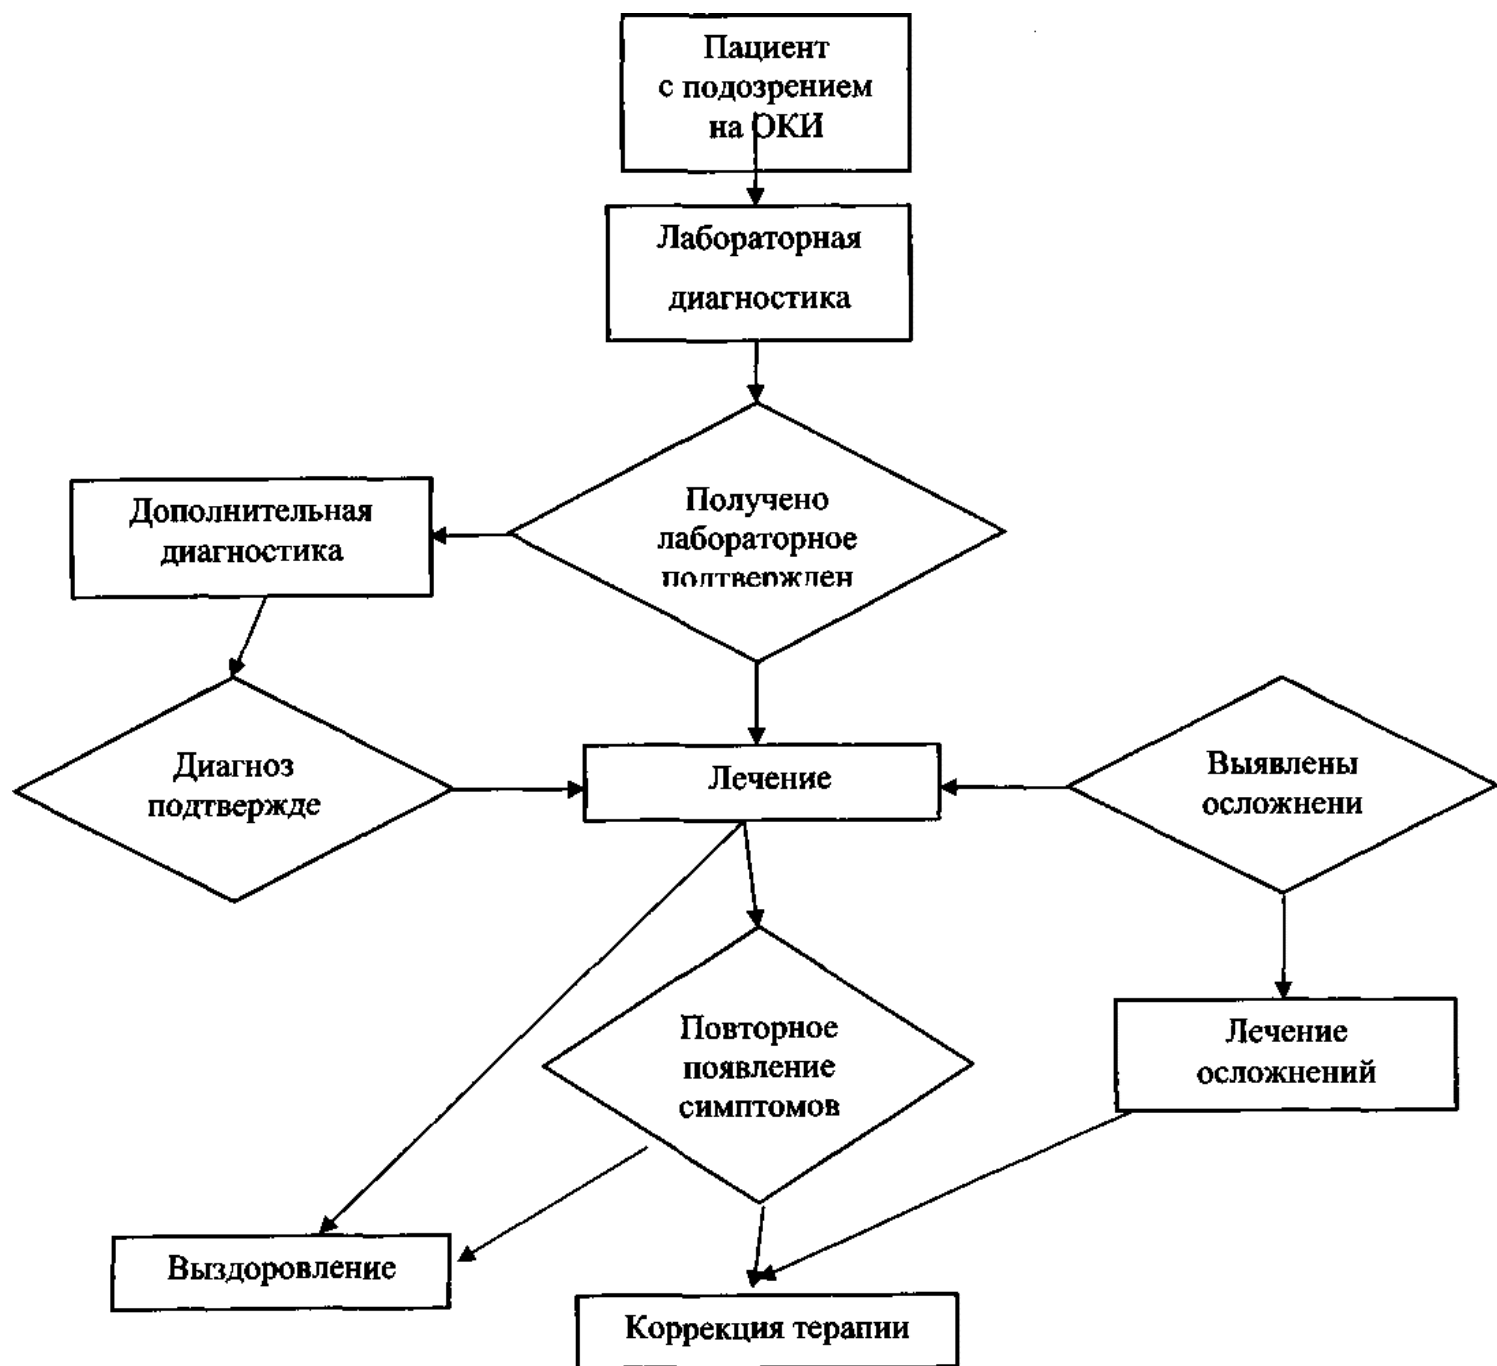 Пациент
с подозрением
на ОКИ
Лабораторная
диагностика
Получено
лабораторное
подтвержден
Дополнительная
диагностика
Диагноз
подтвержде
Лечение
Выявлены
осложнени
Повторное
появление
симптомов
Лечение
осложнений
Выздоровление
Коррекция терапии